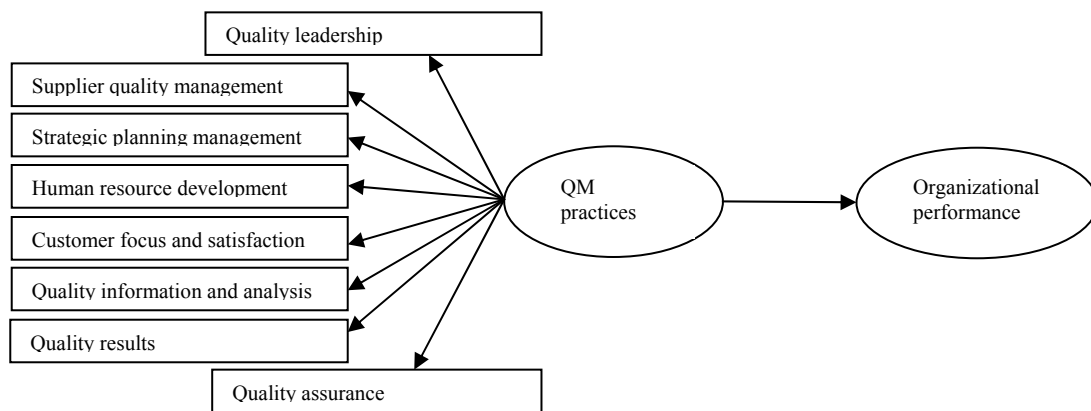 Quality leadership
Supplier quality management
Strategic planning management
Human resource development
Customer focus and satisfaction
Quality information and analysis
Quality results
Quality assurance
QM
practices
Organizational
performance